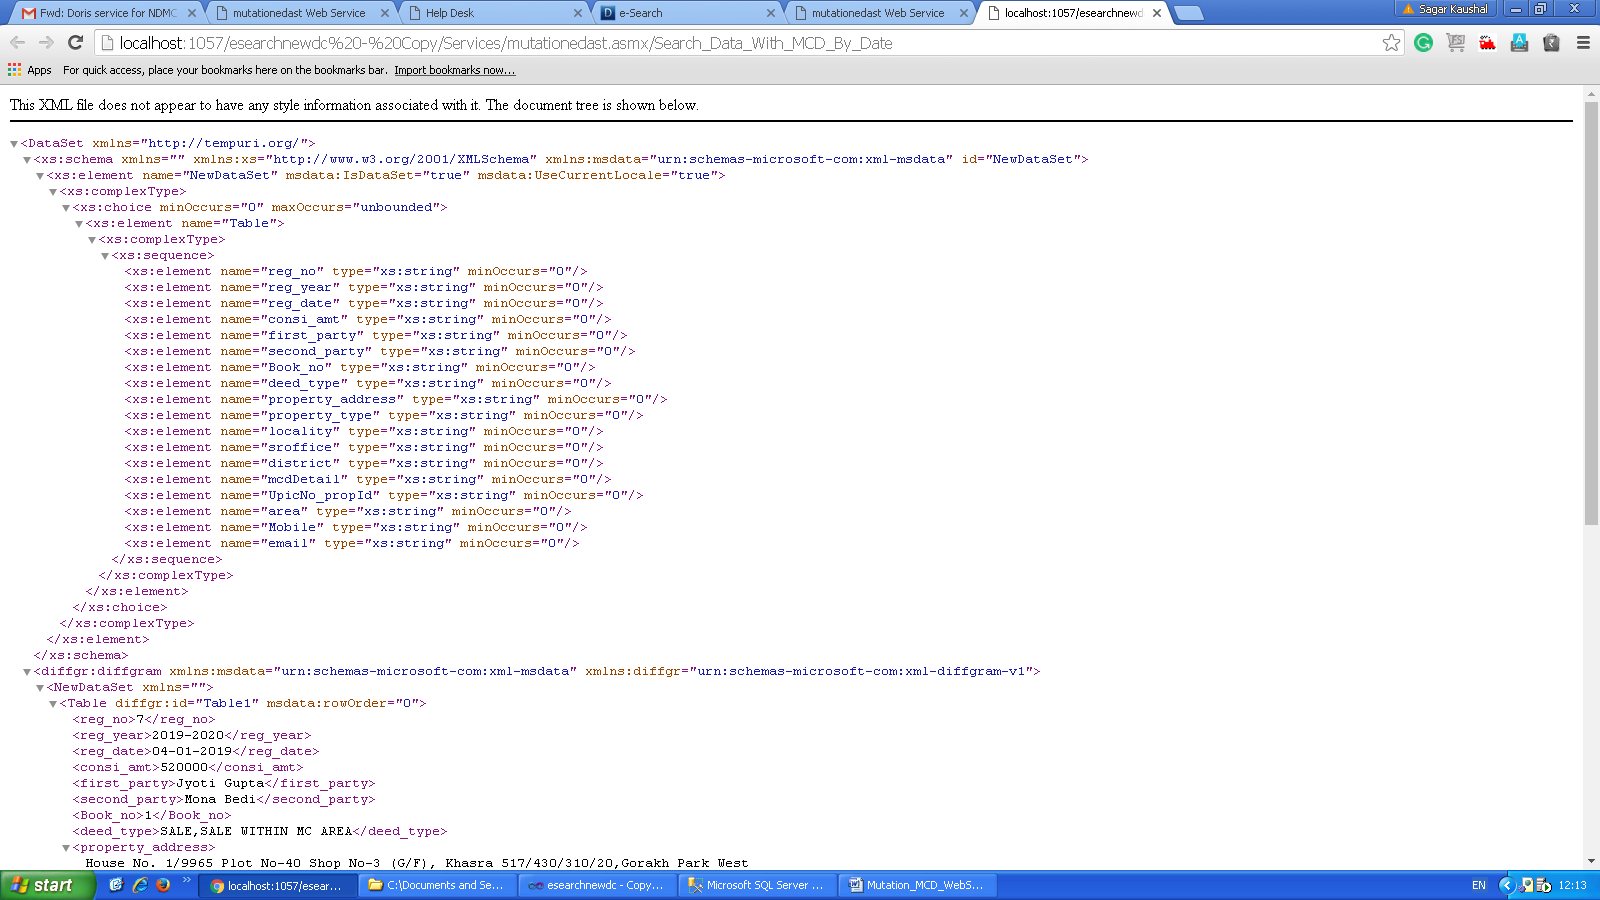 Fwd: Doris service for NDMC
mutationedast Web Service
Help Desk
e-Search
mutationedast Web Service
localhost:1057/esearchnewd
Sagar Kaushal
localhost:1057/esearchnewdc%20-%20Copy/Services/mutationedast.asmx/Search_Data_With_MCD_By_Date
Apps For quick access, place your bookmarks here on the bookmarks bar. Import bookmarks now...
This XML file does not appear to have any style information associated with it. The document tree is shown below.
<DataSet xmlns="http://tempuri.org/">
<xs:schema xmlns="" xmlns:xs="http://www.w3.org/2001/XMLSchema" xmlns:msdata="urn:schemas-microsoft-com:xml-msdata" id="NewDataSet">
<xs:element name="NewDataSet" msdata:IsDataSet="true" msdata:UseCurrentLocale="true">
<xs:complexType>
<xs:choice minOccurs="0" maxOccurs="unbounded">
<xs:element name="Table">
<xs:complexType>
<xs:sequence>
<xs:element name="reg_no" type="xs:string" minOccurs="0"/>
<xs:element name="reg_year" type="xs:string" minOccurs="0"/>
<xs:element name="reg_date" type="xs:string" minOccurs="0"/>
<xs:element name="consi_amt" type="xs:string" minOccurs="0"/>
<xs:element name="first_party" type="xs:string" minOccurs="0"/>
<xs:element name="second_party" type="xs:string" minOccurs="0"/>
<xs:element name="Book_no" type="xs:string" minOccurs="0"/>
<xs:element name="deed_type" type="xs:string" minOccurs="0"/>
<xs:element name="property_address" type="xs:string" minOccurs="0"/>
<xs:element name="property_type" type="xs:string" minOccurs="0"/>
<xs:element name="locality" type="xs:string" minOccurs="0"/>
<xs:element name="sroffice" type="xs:string" minOccurs="0"/>
<xs:element name="district" type="xs:string" minOccurs="0"/>
<xs:element name="mcdDetail" type="xs:string" minOccurs="0"/>
<xs:element name="UpicNo_propId" type="xs:string" minOccurs="0"/>
<xs:element name="area" type="xs:string" minOccurs="0"/>
<xs:element name="Mobile" type="xs:string" minOccurs="0"/>
<xs:element name="email" type="xs:string" minOccurs="0"/>
</xs:sequence>
</xs:complexType>
</xs:element>
</xs:choice>
</xs:complexType>
</xs:element>
</xs:schema>
<diffgr:diffgram xmlns:msdata="urn:schemas-microsoft-com:xml-msdata" xmlns:diffgr="urn:schemas-microsoft-com:xml-diffgram-v1">
<NewDataSet xmlns="">
<Table diffgr:id="Table1" msdata:rowOrder="0">
<reg_no>7</reg_no>
<reg_year>2019-2020</reg_year>
<reg_date>04-01-2019</reg_date>
<consi_amt>520000</consi_amt>
<first_party>Jyoti Gupta</first_party>
<second_party>Mona Bedi</second_party>
<Book_no>1</Book_no>
<deed_type>SALE,SALE WITHIN MC AREA</deed_type>
<property_address>
House No. 1/9965 Plot No-40 Shop No-3 (G/F), Khasra 517/430/310/20,Gorakh Park West
start
localhost:1057/esear...
C:\Documents and Se...
esearchnewdc - Copy...
Microsoft SQL Server ...
Mutation_MCD_WebS...
EN
12:13